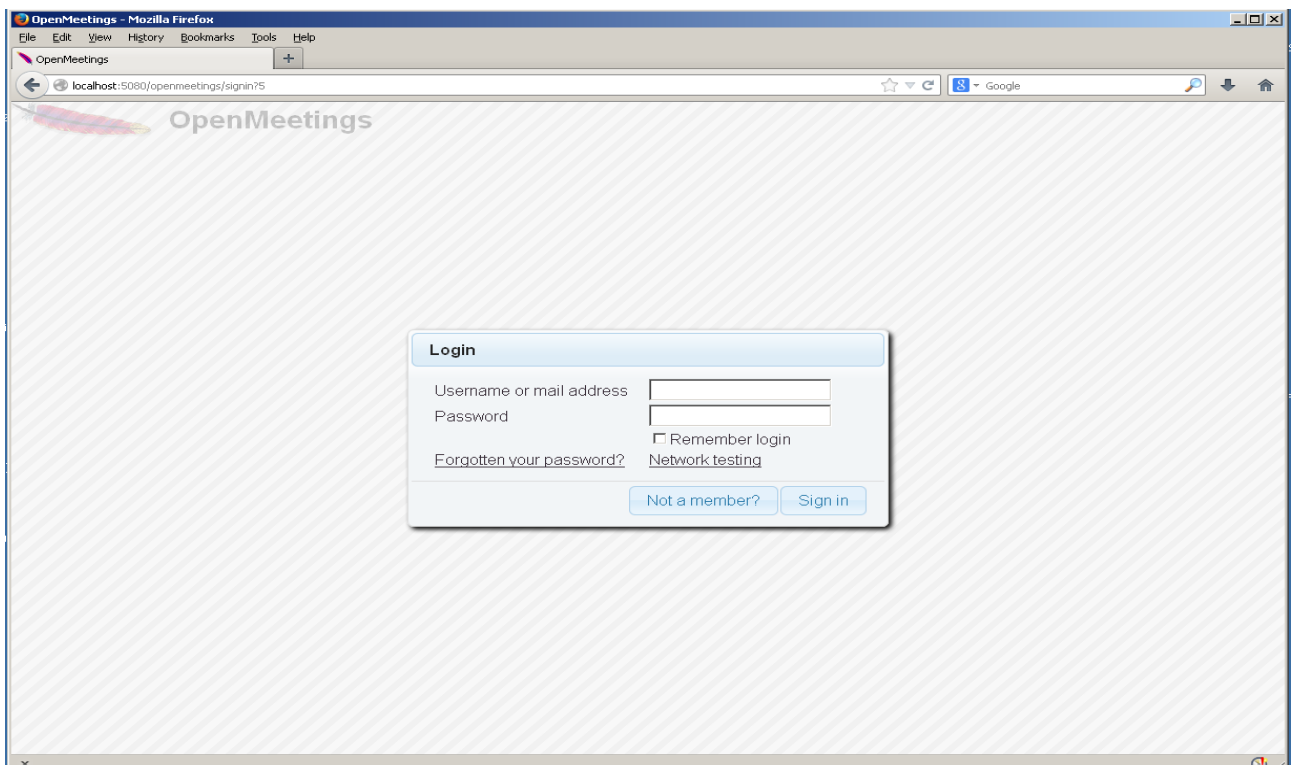 OpenMeetings - Mozilla Firefox
File Edit View History Bookmarks Tools Help
OpenMeetings +
localhost:5080/openmeetings/signin?5 Google
OpenMeetings
Login
Username or mail address
Password
Remember login
Forgotten your password? Network testing
Not a member? Sign in